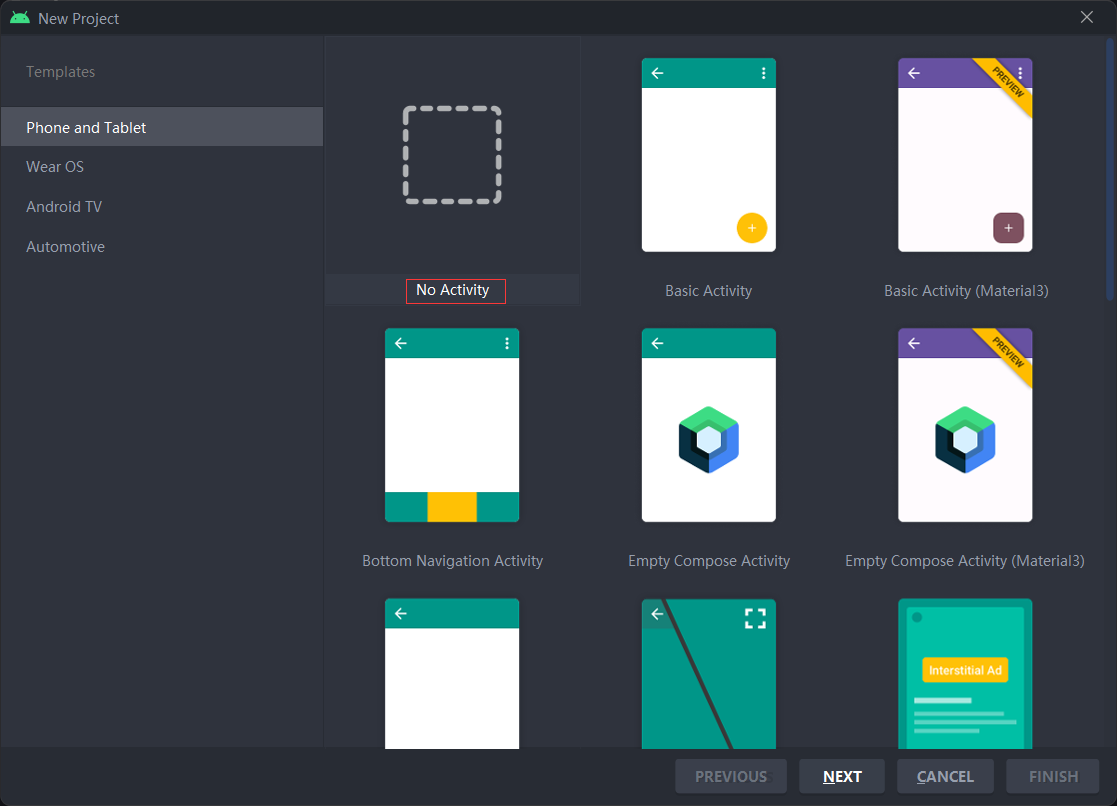 New Project
Templates
Phone and Tablet
Wear OS
Android TV
Automotive
No Activity
Basic Activity
PREVIEW
Basic Activity (Material3)
Bottom Navigation Activity
Empty Compose Activity
PREVIEW
Empty Compose Activity (Material3)
Interstitial Ad
PREVIOUS
NEXT
CANCEL
FINISH